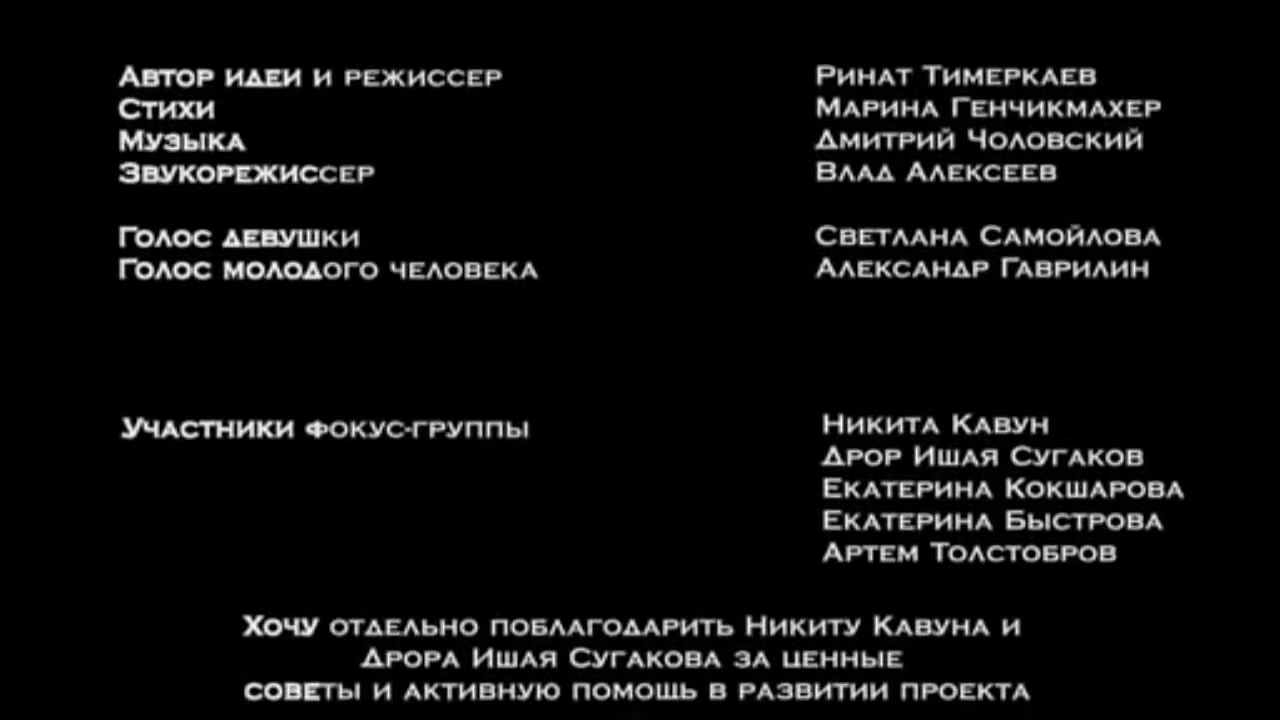 Автор идеи и режиссер Ринат Тимеркаев
Стихи Марина Генчикмахер
Музыка Дмитрий Чоловский
Звукорежиссер Влад Алексеев
Голос девушки Светлана Самойлова
Голос молодого человека Александр Гаврилин
Участники фокус-группы Никита Кавун
Дрор Ишая Сугаков
Екатерина Кокшарова
Екатерина Быстрова
Артем Толстобров
Хочу отдельно поблагодарить Никиту Кавуна и
Дрора Ишая Сугакова за ценные
советы и активную помощь в развитии проекта